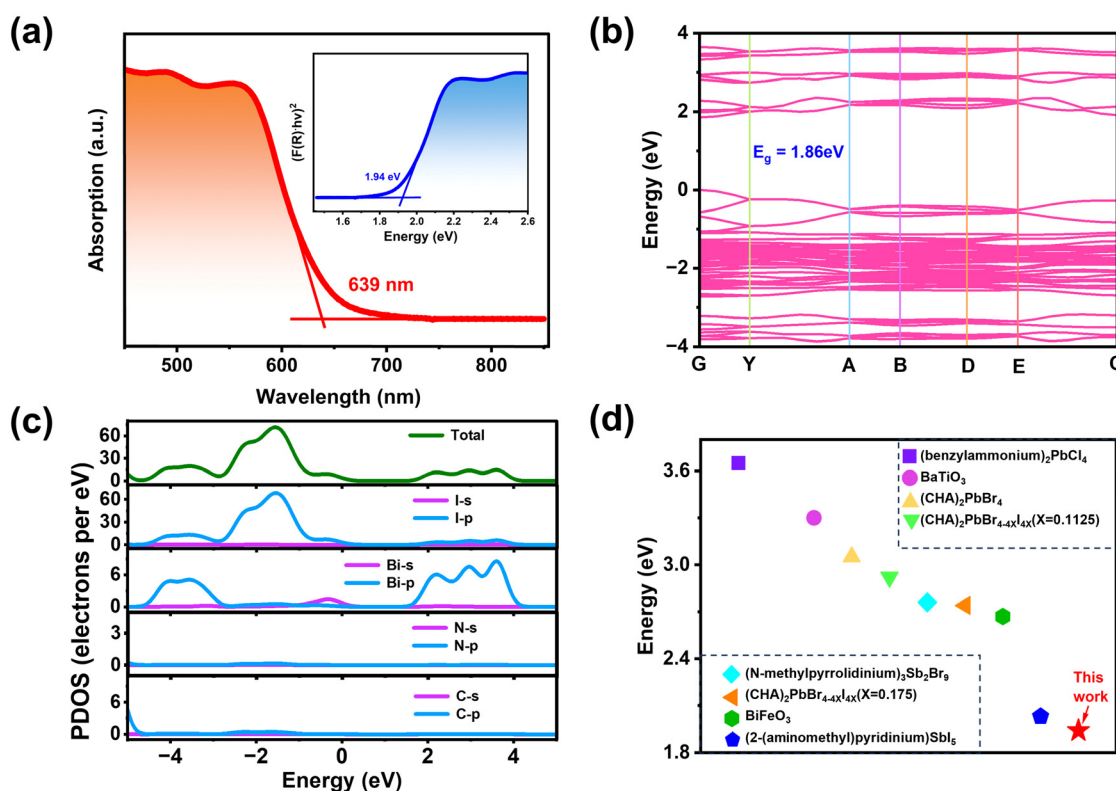 (a)
Absorption (a.u.)
500
600
700
800
Wavelength (nm)
639 nm
(F(R)·hν)²
1.94 eV
1.6
1.8
2.0
2.2
2.4
2.6
Energy (eV)
(b)
Energy (eV)
4
2
0
−2
−4
E_g = 1.86eV
G Y A B D E
(c)
PDOS (electrons per eV)
60
30
0
Total
60
30
0
I-s
I-p
6
0
Bi-s
Bi-p
3
0
N-s
N-p
6
0
C-s
C-p
−4 −2 0 2 4
Energy (eV)
(d)
Energy (eV)
3.6
3.0
2.4
1.8
(benzylammonium)₂PbCl₄
BaTiO₃
(CHA)₂PbBr₄
(CHA)₂PbBr₄₋₄ₓI₄ₓ(X=0.1125)
(N-methylpyrrolidinium)₃Sb₂Br₉
(CHA)₂PbBr₄₋₄ₓI₄ₓ(X=0.175)
BiFeO₃
(2-(aminomethyl)pyridinium)SbI₅
This
work